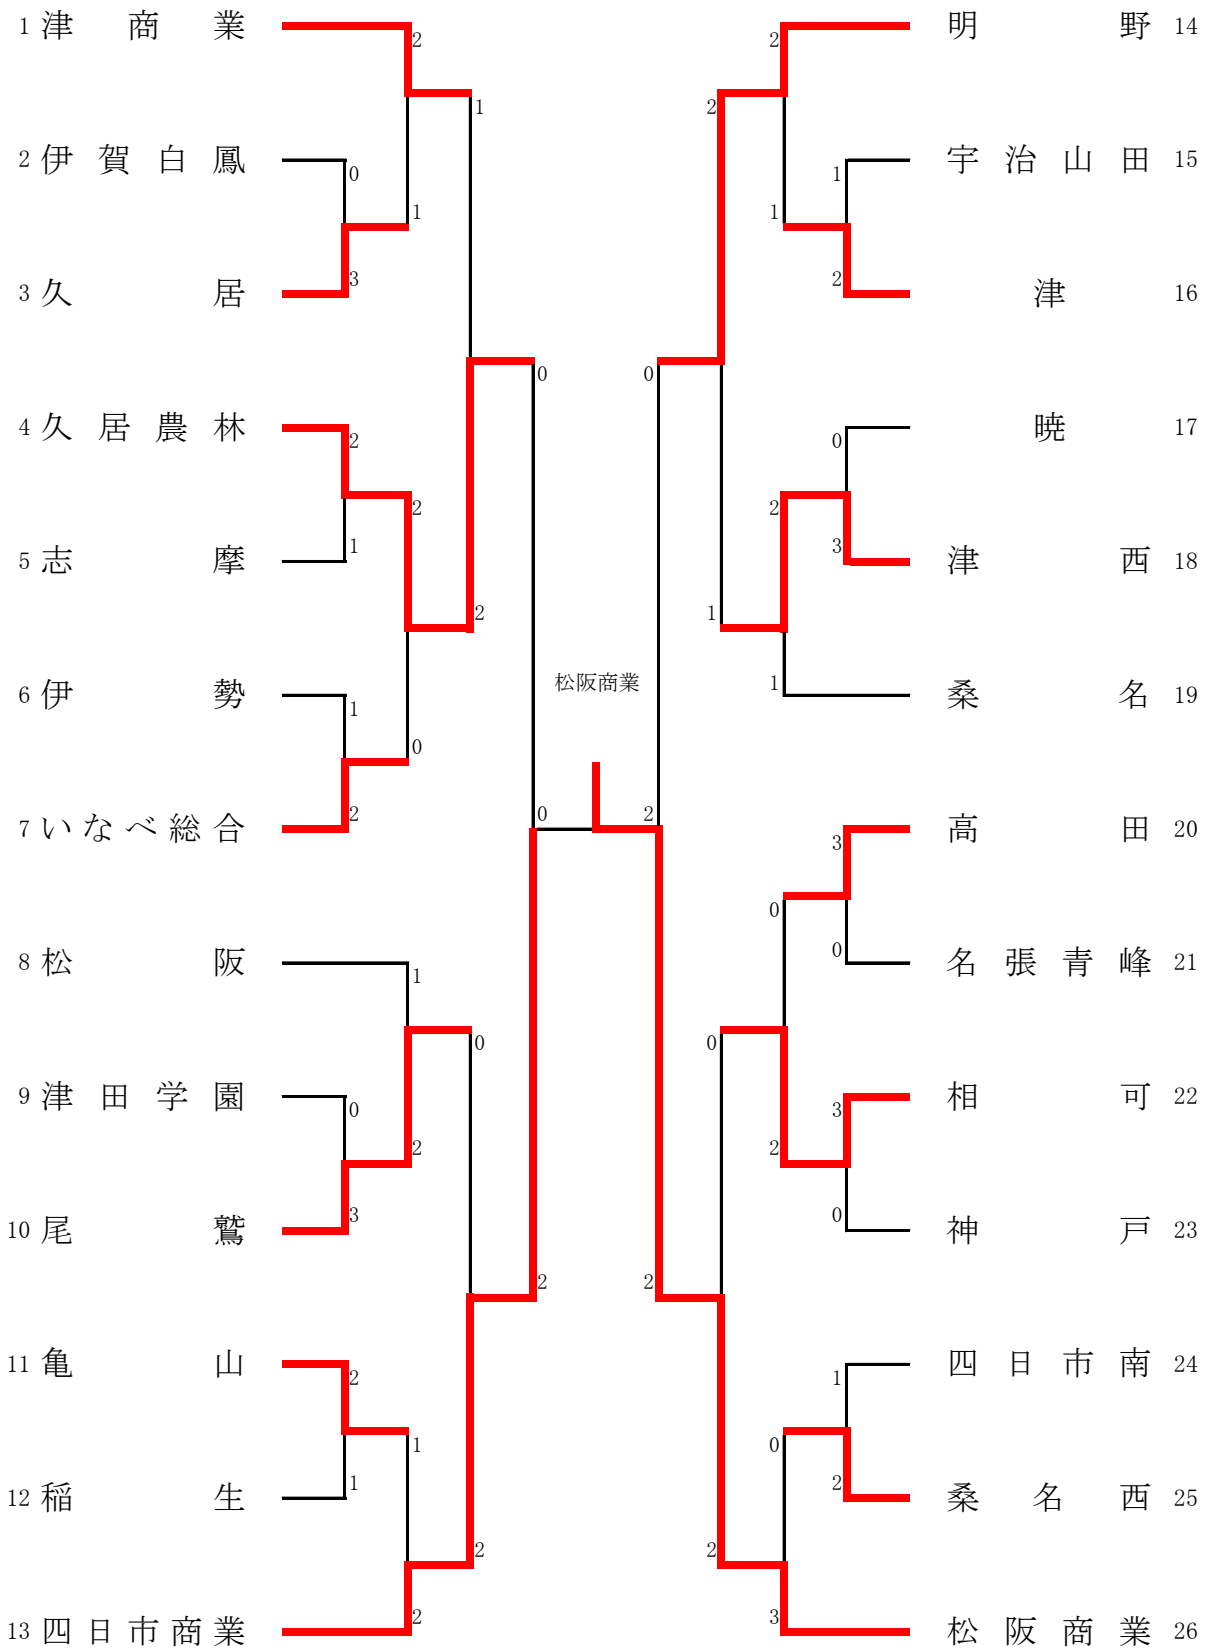 1 津商業
2
1
2 伊賀白鳳
0
1
3 久居
3
0
4 久居農林
2
2
5 志摩
1
2
6 伊勢
1
0
7 いなべ総合
2
0
8 松阪
1
0
9 津田学園
0
2
10 尾鷲
3
2
11 亀山
2
1
12 稲生
1
2
13 四日市商業
2
松阪商業
2
明野 14
2
宇治山田 15
1
1
津 16
2
0
暁 17
0
2
津西 18
3
1
桑名 19
1
2
高田 20
3
0
名張青峰 21
0
0
相可 22
3
2
神戸 23
0
2
四日市南 24
1
0
桑名西 25
2
2
松阪商業 26
3